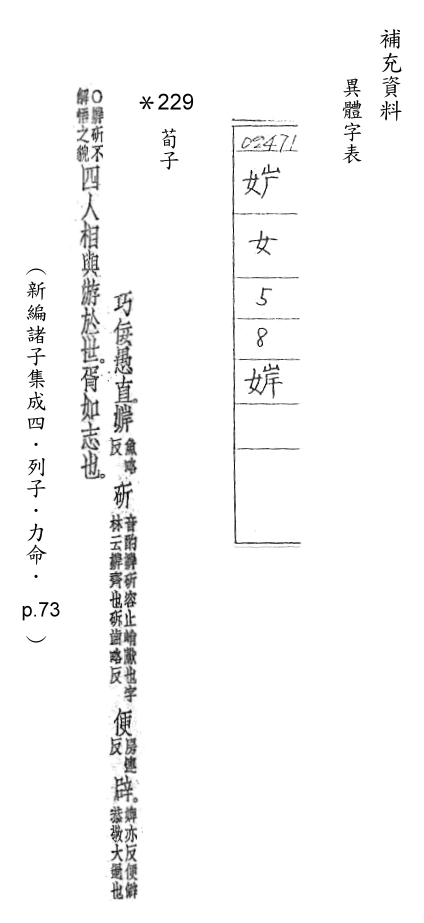 補充資料
異體字表
02471
女
5
8
婩
*229
荀子
巧佞愚直婩魚略反斫音酌婩斫容止峭巘也字林云婩齊也斫齒略反便房連反辟。婢亦反便僻恭敬大過也
○婩斫不解悟之貌四人相與游於世。胥如志也。
(新編諸子集成四.列子.力命.p.73)